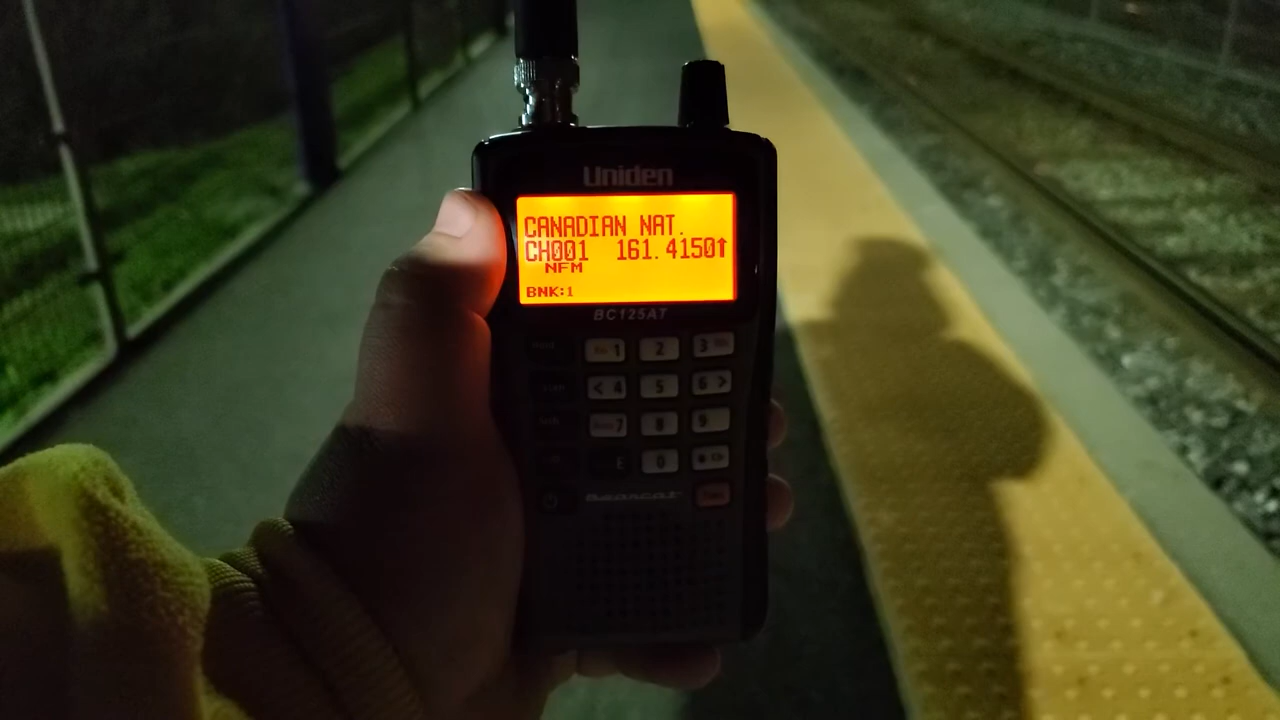 Uniden
CANADIAN NAT.
CH001 161.4150↑
NFM
BNK:1
BC125AT
1 2 3
< 4 5 6 >
7 8 9
E 0
Bearcat